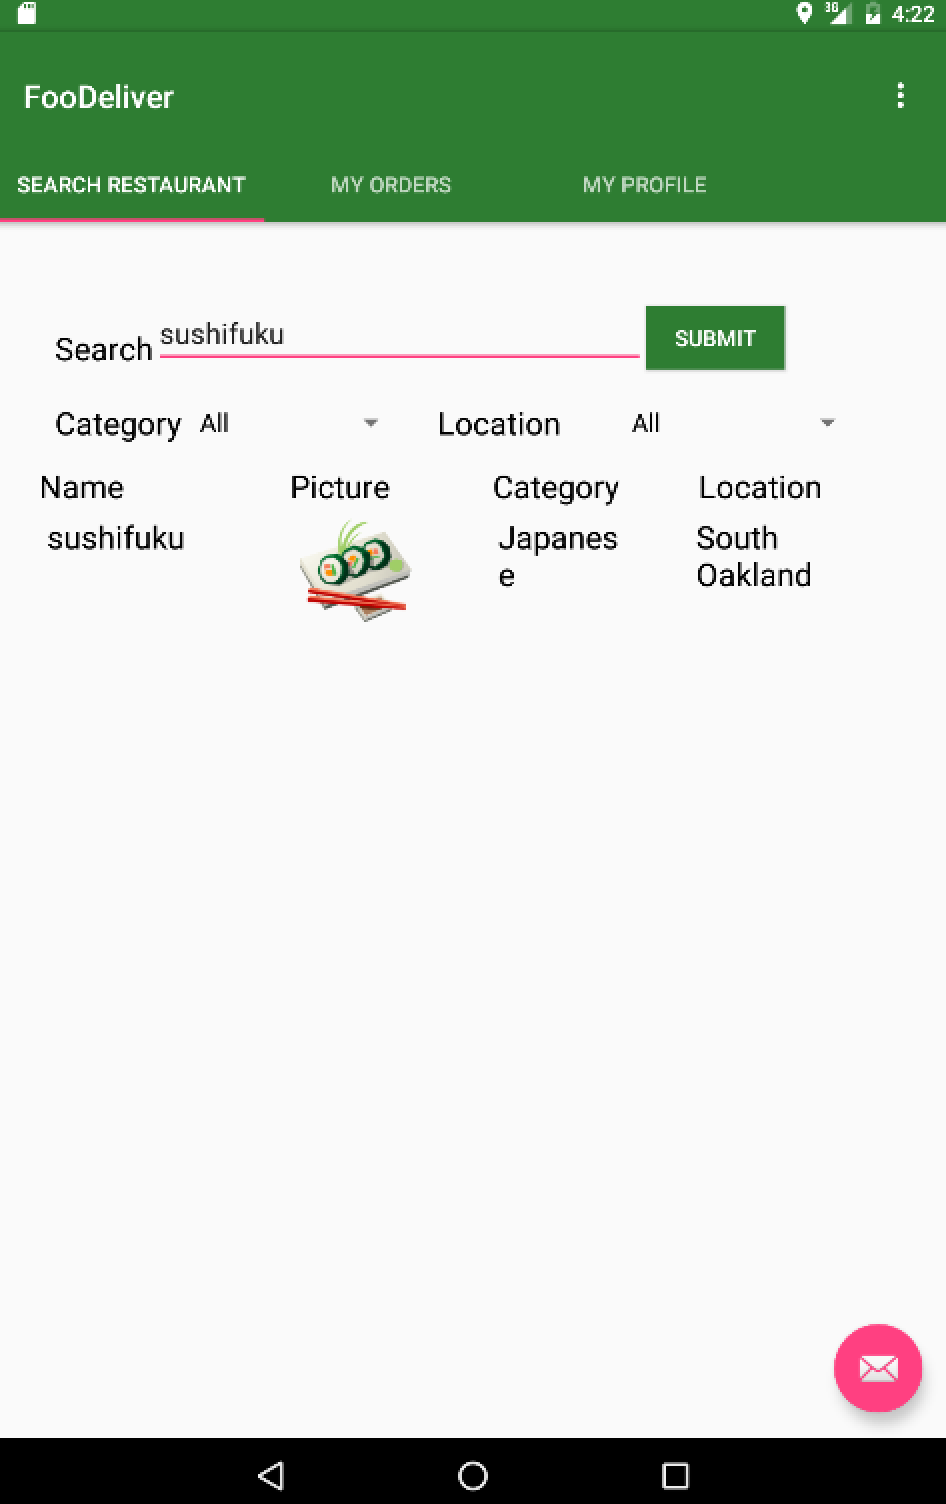 3G 4:22
FooDeliver
SEARCH RESTAURANT MY ORDERS MY PROFILE
Search sushifuku SUBMIT
Category All Location All
Name Picture Category Location
sushifuku Japanes South
e Oakland